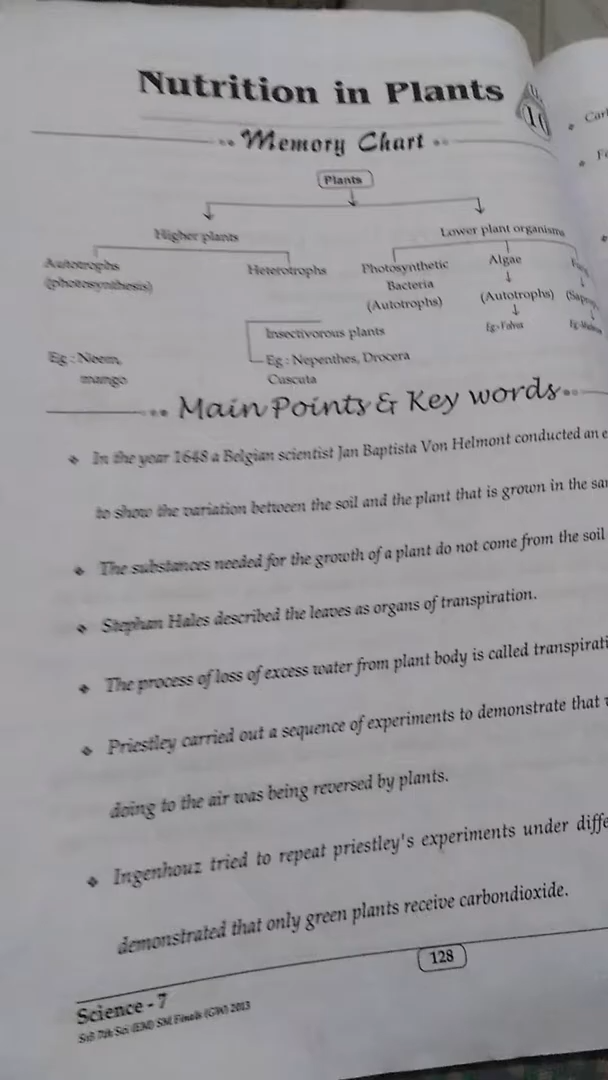 Nutrition in Plants
Memory Chart
Plants
Higher plants
Lower plant organisms
Autotrophs
(photosynthesis)
Heterotrophs
Photosynthetic
Bacteria
(Autotrophs)
Algae
(Autotrophs)
Insectivorous plants
Eg : Nepenthes, Drocera
Cuscuta
Eg : Neem,
mango
Main Points & Key words
In the year 1648 a Belgian scientist Jan Baptista Von Helmont conducted an
to show the variation between the soil and the plant that is grown in the
The substances needed for the growth of a plant do not come from the soil
Stephan Hales described the leaves as organs of transpiration.
The process of loss of excess water from plant body is called transpirati
Priestley carried out a sequence of experiments to demonstrate that
doing to the air was being reversed by plants.
Ingenhouz tried to repeat priestley's experiments under diffe
demonstrated that only green plants receive carbondioxide.
128
Science - 7